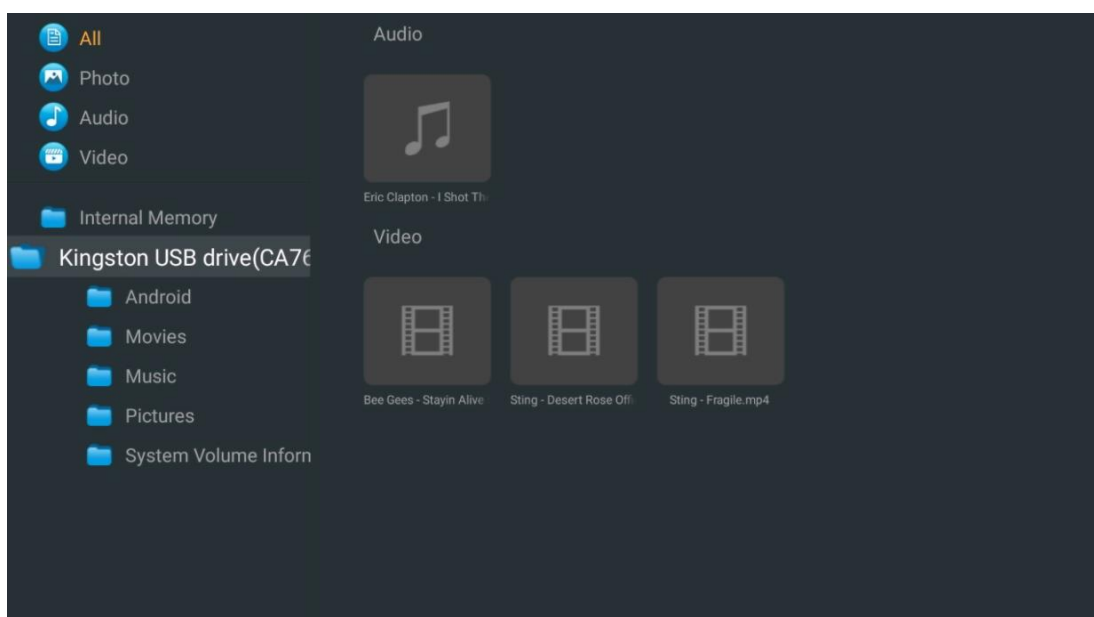 All
Photo
Audio
Video
Internal Memory
Kingston USB drive(CA76
Android
Movies
Music
Pictures
System Volume Inforn
Audio
Eric Clapton - I Shot Th
Video
Bee Gees - Stayin Alive
Sting - Desert Rose Offi
Sting - Fragile.mp4